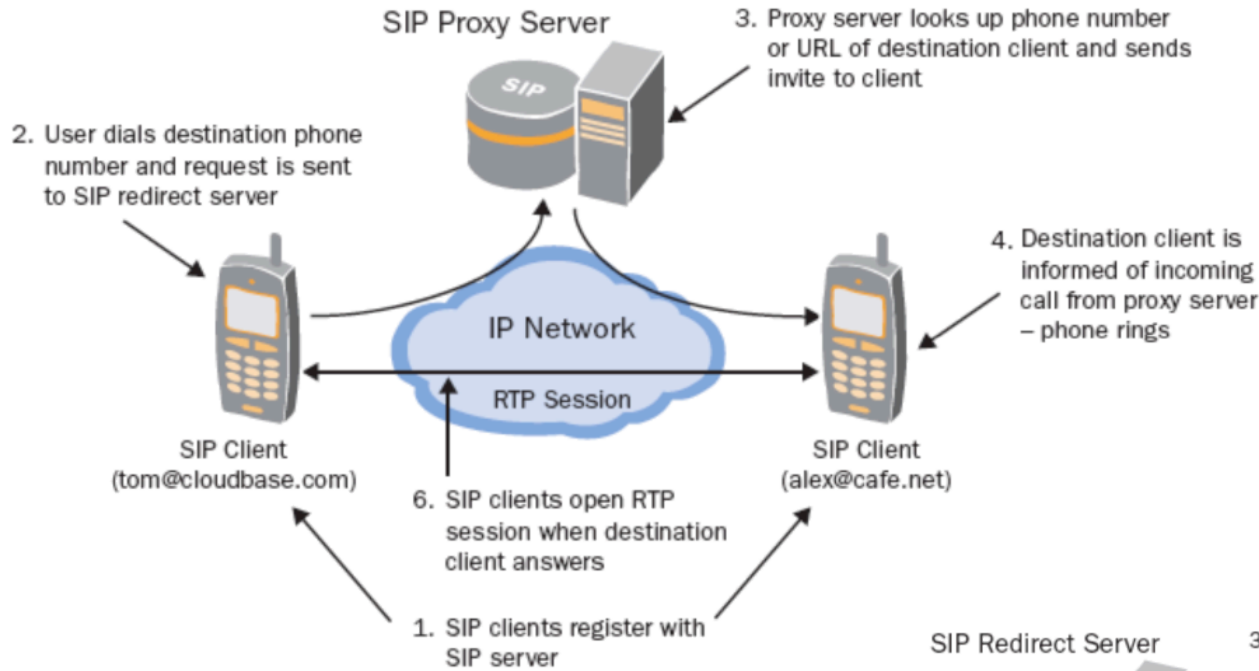 SIP Proxy Server
SIP
3. Proxy server looks up phone number
or URL of destination client and sends
invite to client
2. User dials destination phone
number and request is sent
to SIP redirect server
4. Destination client is
informed of incoming
call from proxy server
– phone rings
IP Network
RTP Session
SIP Client
(tom@cloudbase.com)
SIP Client
(alex@cafe.net)
6. SIP clients open RTP
session when destination
client answers
1. SIP clients register with
SIP server
SIP Redirect Server
3